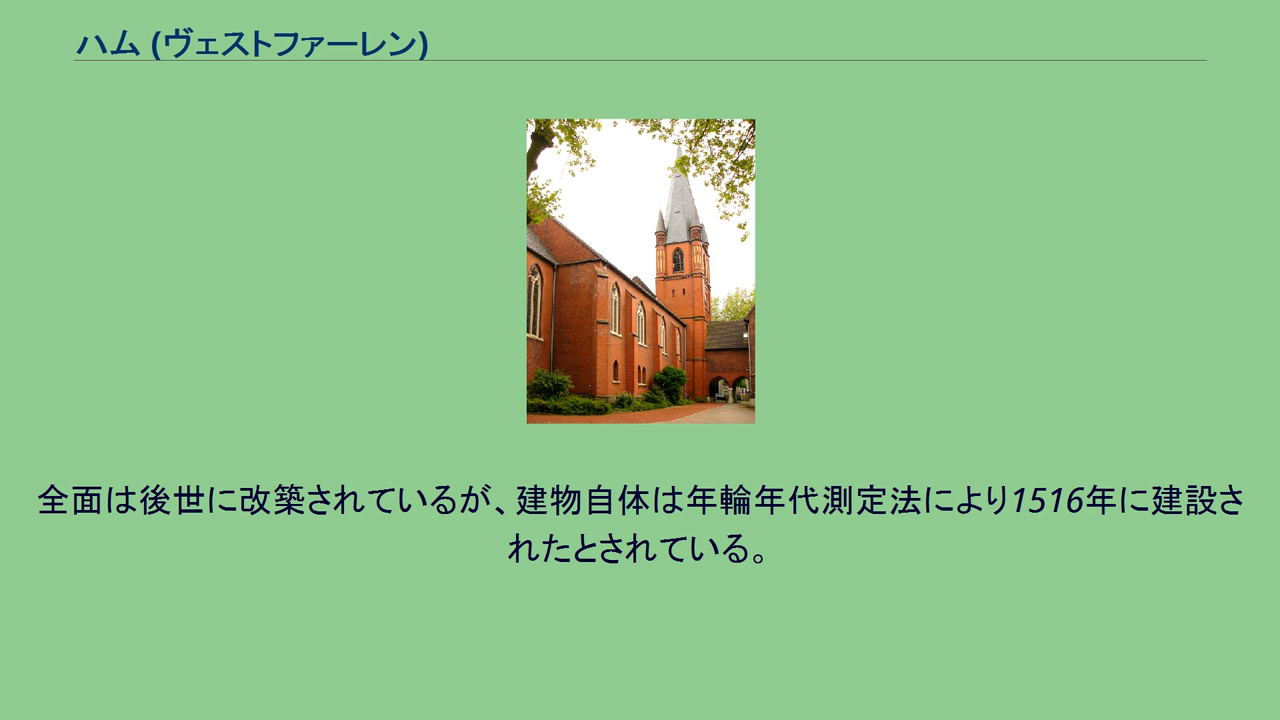 ハム (ヴェストファーレン)
全面は後世に改築されているが、建物自体は年輪年代測定法により1516年に建設さ
れたとされている。